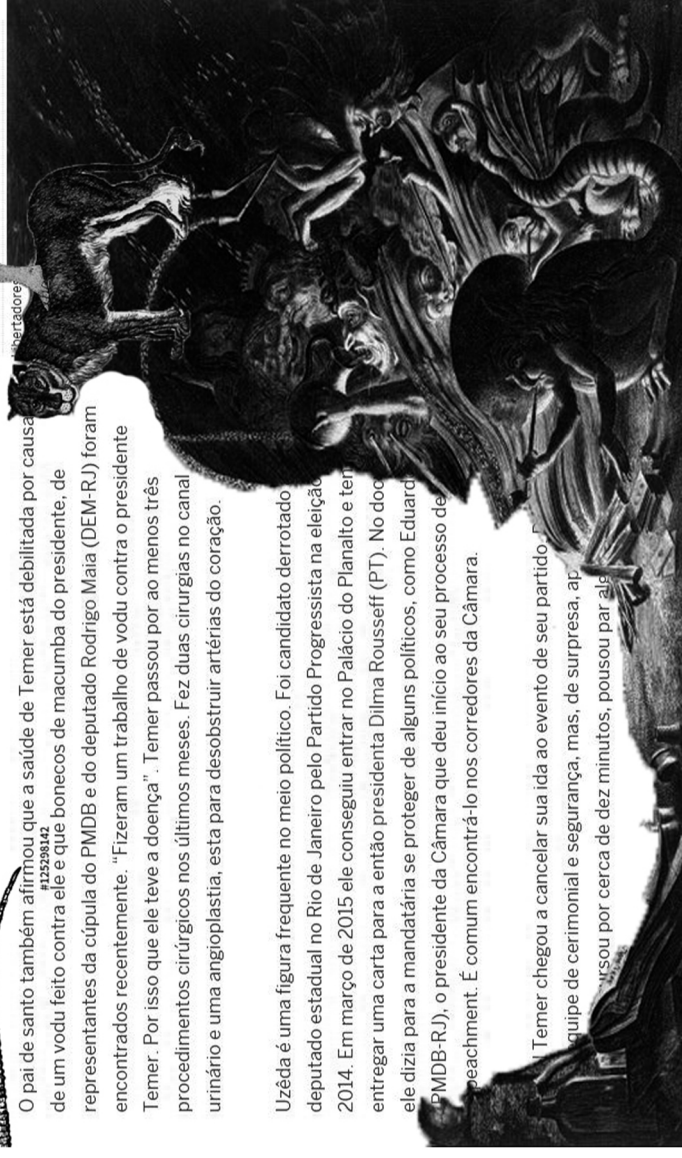 bertadores
O pai de santo também afirmou que a saúde de Temer está debilitada por causa
#125298142
de um vodu feito contra ele e que bonecos de macumba do presidente, de
representantes da cúpula do PMDB e do deputado Rodrigo Maia (DEM-RJ) foram
encontrados recentemente. “Fizeram um trabalho de vodu contra o presidente
Temer. Por isso que ele teve a doença”. Temer passou por ao menos três
procedimentos cirúrgicos nos últimos meses. Fez duas cirurgias no canal
urinário e uma angioplastia, esta para desobstruir artérias do coração.
Uzêda é uma figura frequente no meio político. Foi candidato derrotado
deputado estadual no Rio de Janeiro pelo Partido Progressista na eleição
2014. Em março de 2015 ele conseguiu entrar no Palácio do Planalto e ten
entregar uma carta para a então presidenta Dilma Rousseff (PT). No doc
ele dizia para a mandatária se proteger de alguns políticos, como Eduard
PMDB-RJ), o presidente da Câmara que deu início ao seu processo de
peachment. É comum encontrá-lo nos corredores da Câmara.
Temer chegou a cancelar sua ida ao evento de seu partido
quipe de cerimonial e segurança, mas, de surpresa, ap
ursou por cerca de dez minutos, pousou par alg